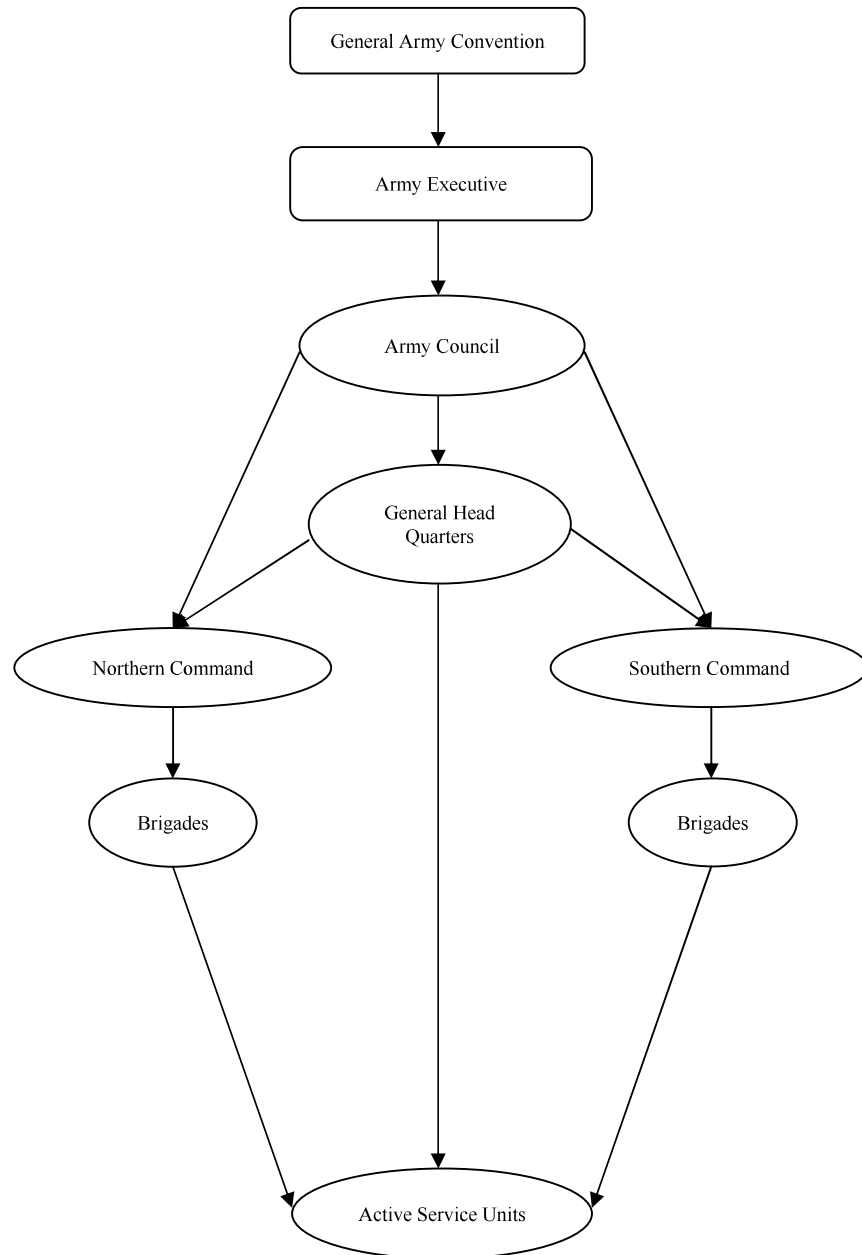 General Army Convention
Army Executive
Army Council
General Head
Quarters
Northern Command
Southern Command
Brigades
Brigades
Active Service Units